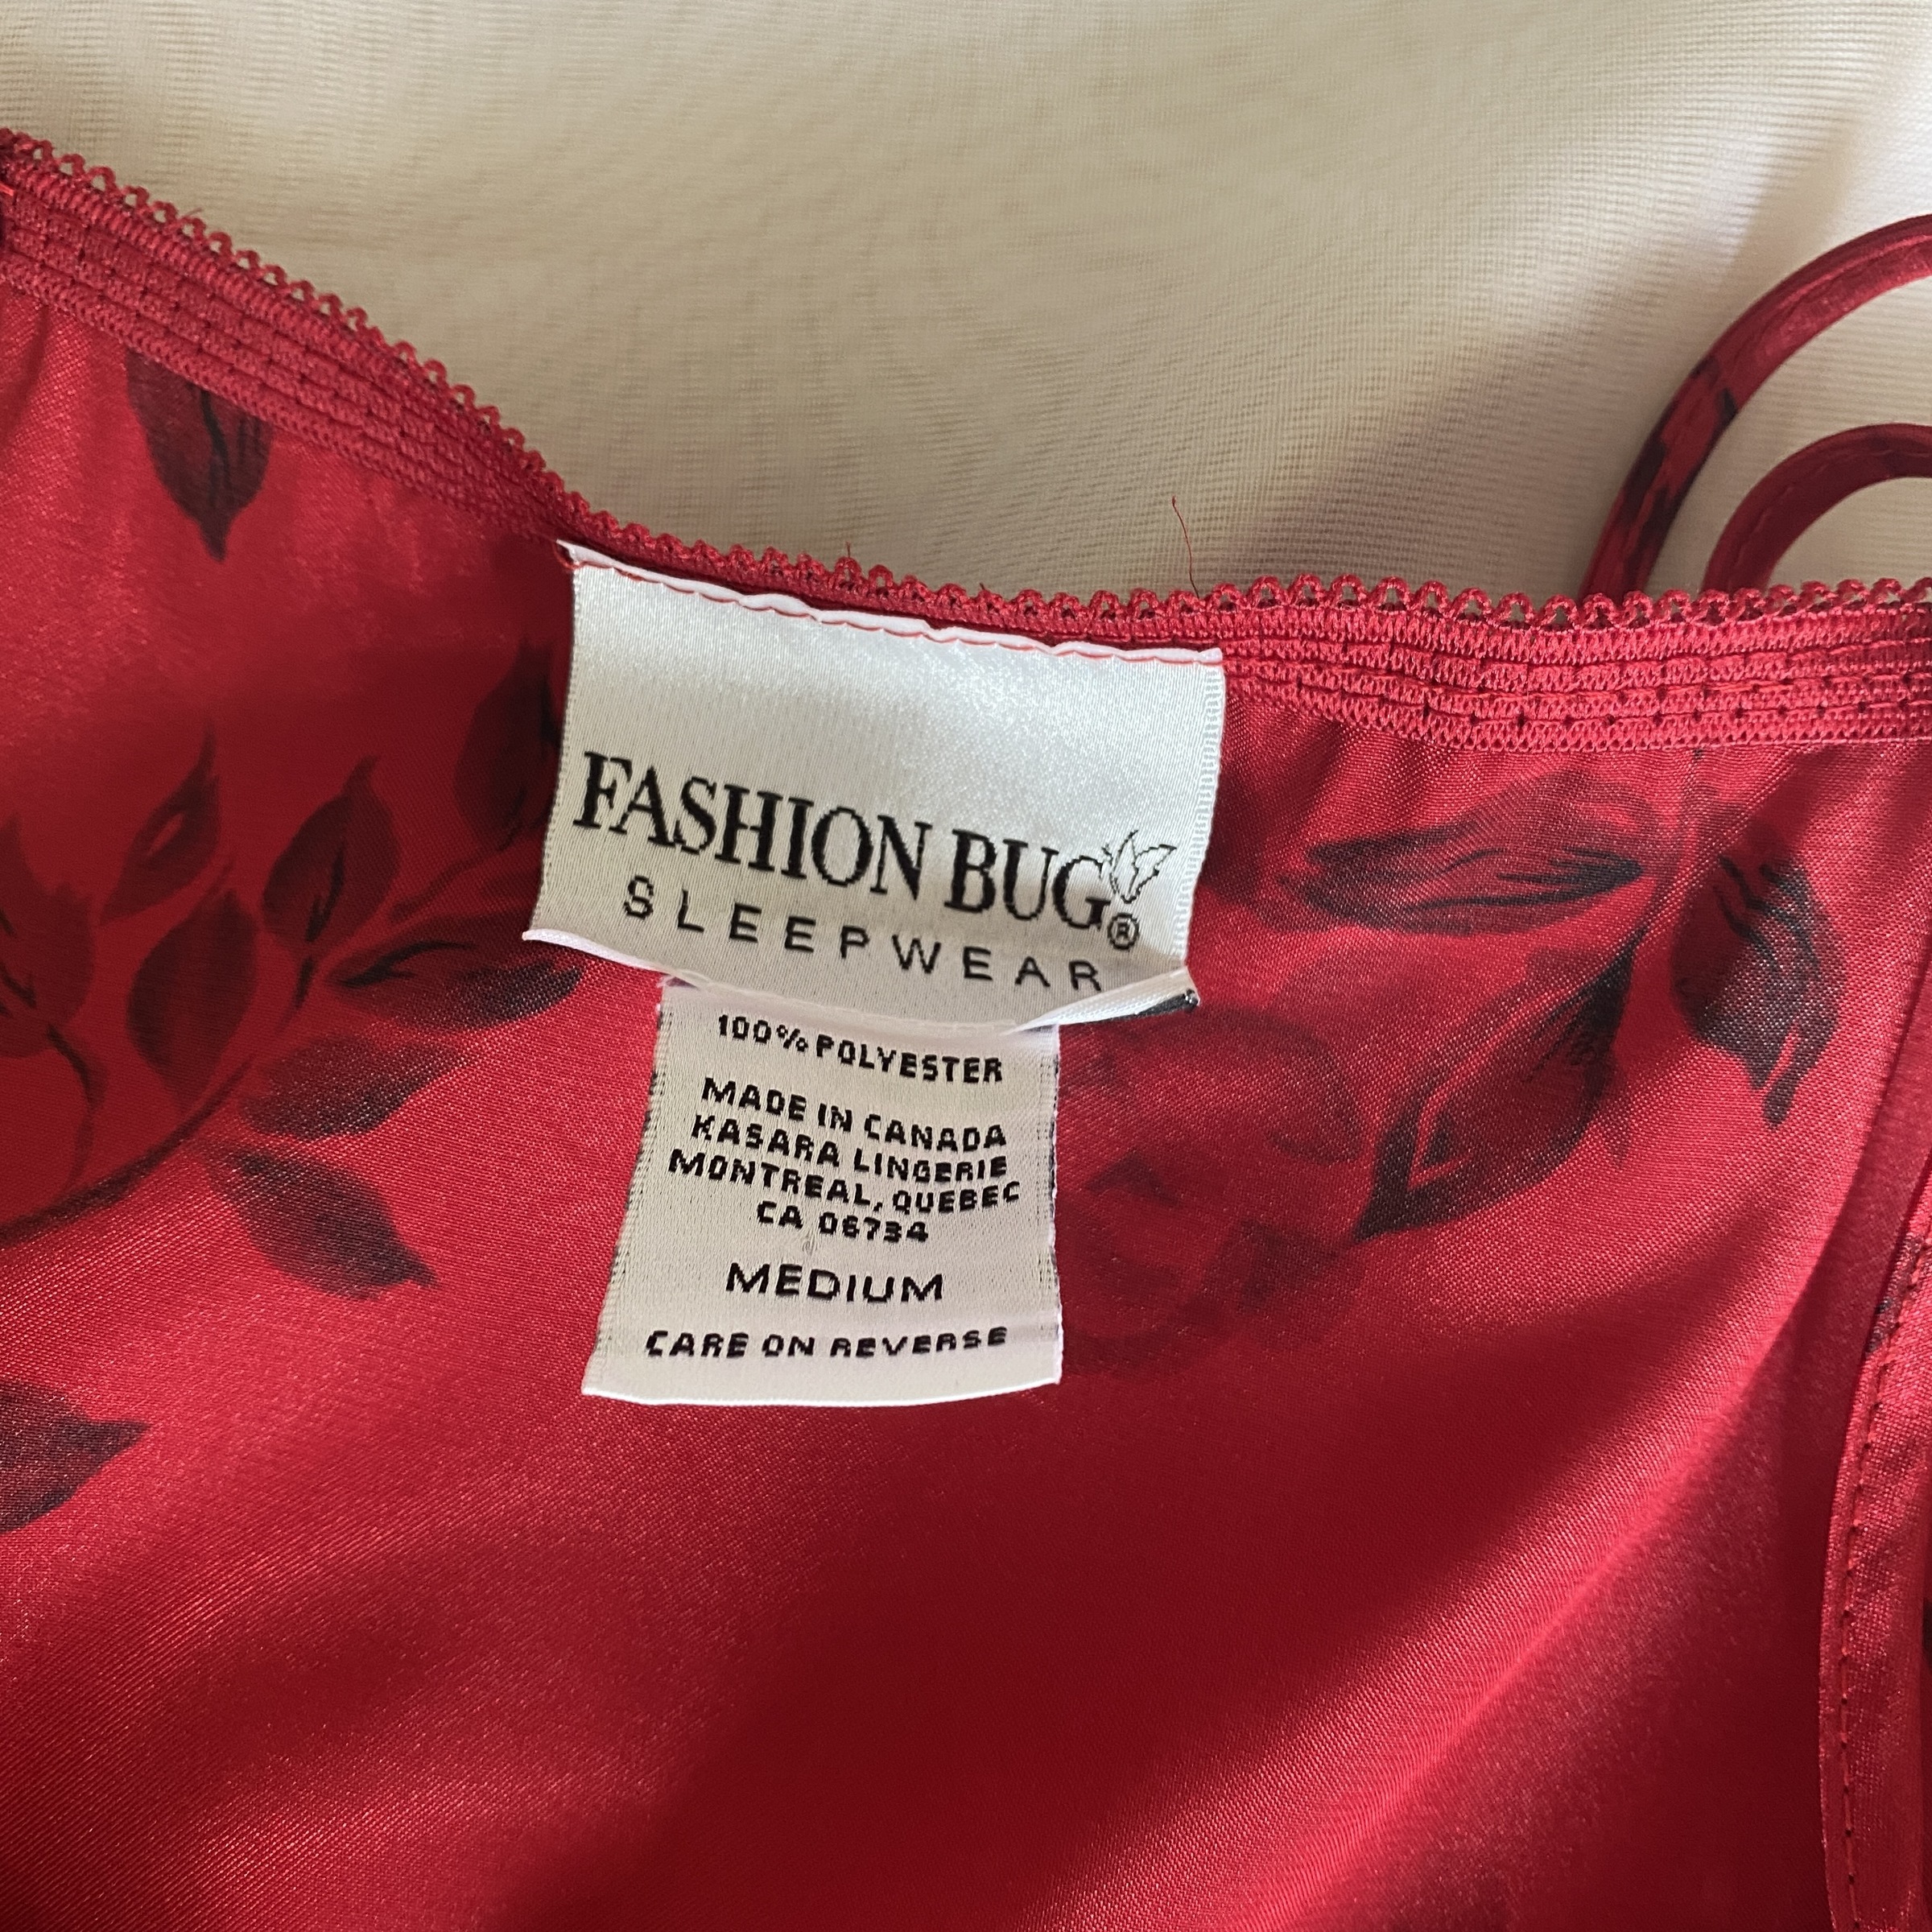 FASHION BUG®
SLEEPWEAR
100% POLYESTER
MADE IN CANADA
KASARA LINGERIE
MONTREAL, QUEBEC
CA 06734
MEDIUM
CARE ON REVERSE